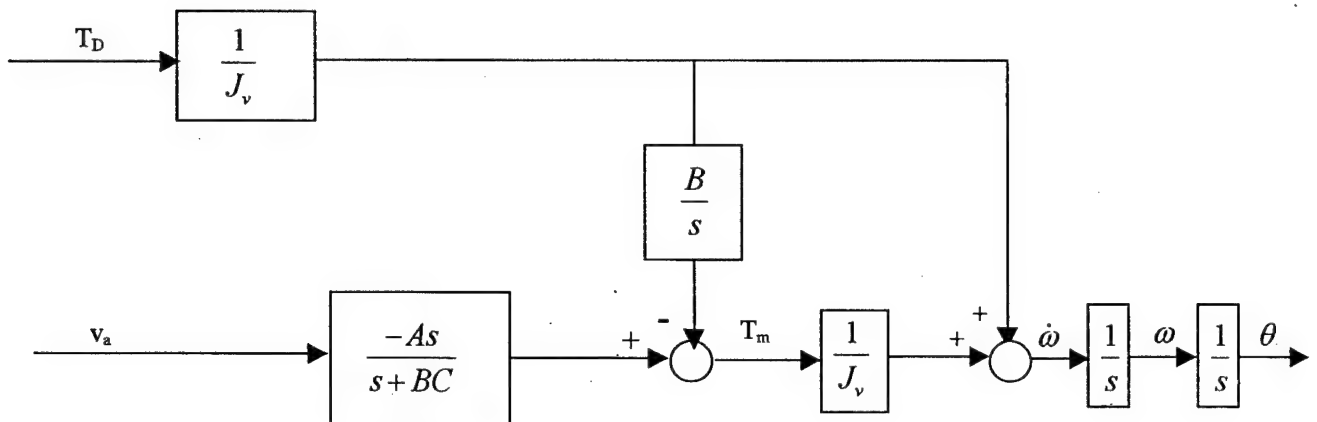 T_D
1
J_v
B
s
v_a
-As
s+BC
-
+
T_m
1
J_v
+
+
ω̇
1
s
ω
1
s
θ